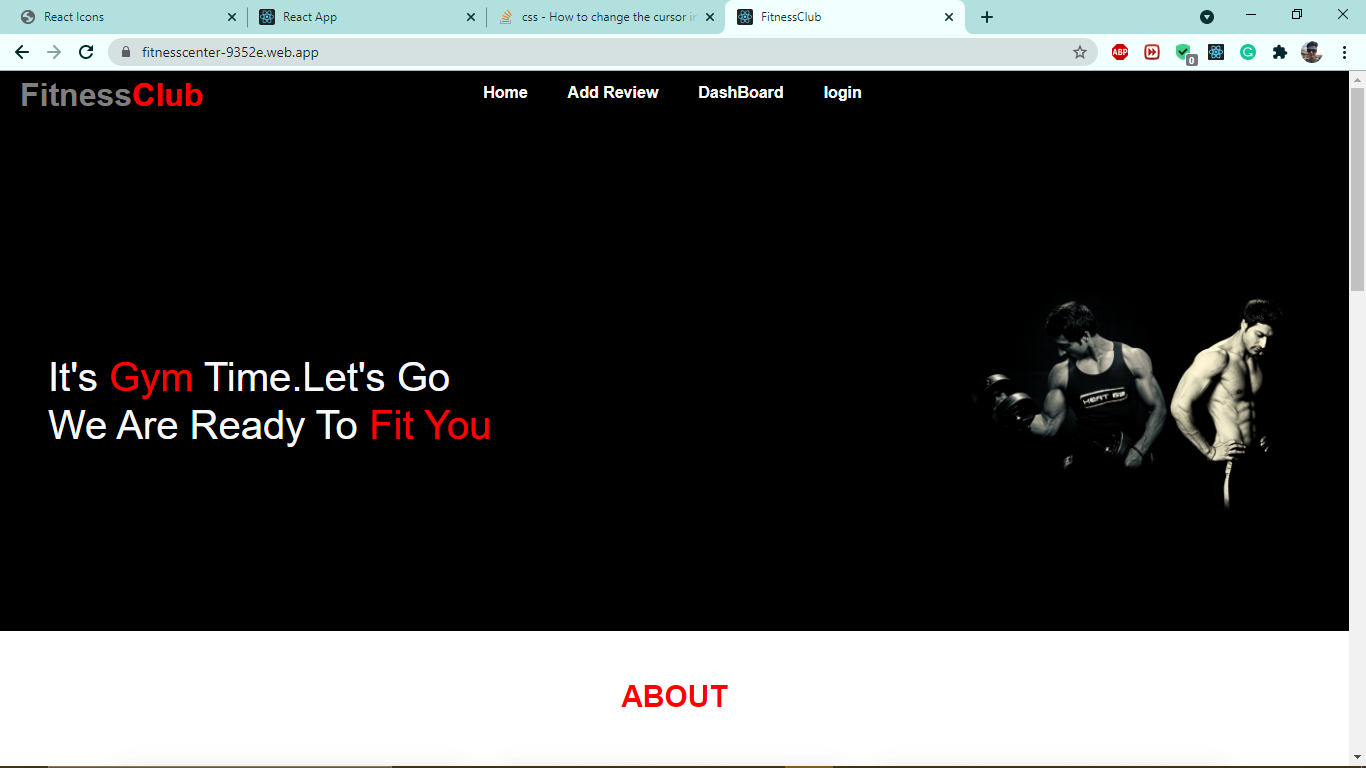 React Icons
React App
css - How to change the cursor in
FitnessClub
fitnesscenter-9352e.web.app
ABP
0
FitnessClub
Home
Add Review
DashBoard
login
It's Gym Time.Let's Go
We Are Ready To Fit You
ABOUT